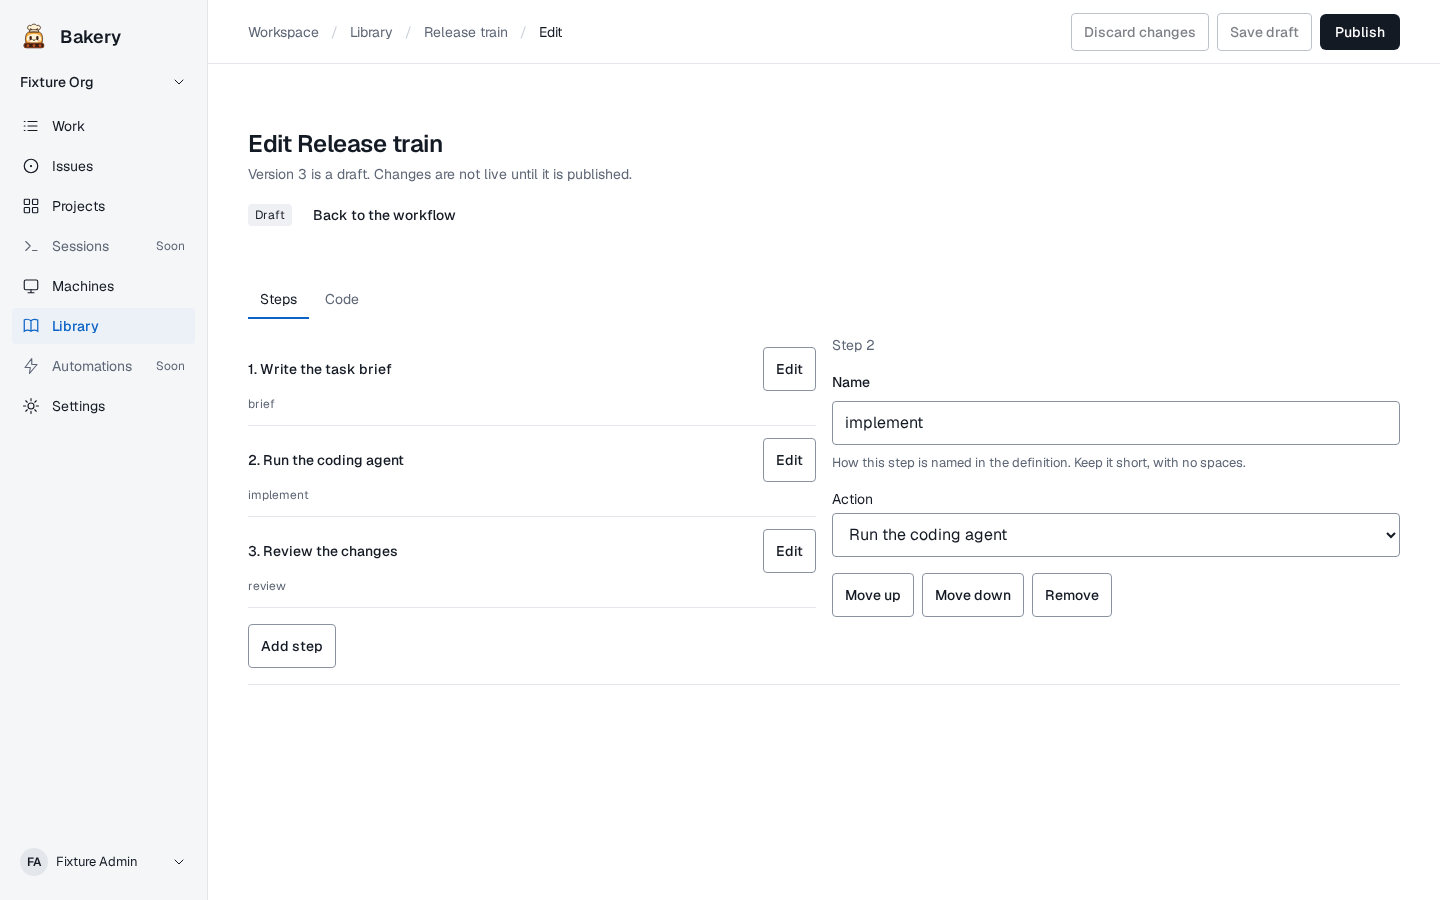 Bakery
Fixture Org
Work
Issues
Projects
Sessions Soon
Machines
Library
Automations Soon
Settings
FA Fixture Admin
Workspace / Library / Release train / Edit
Discard changes Save draft Publish
Edit Release train
Version 3 is a draft. Changes are not live until it is published.
Draft Back to the workflow
Steps Code
1. Write the task brief Edit
brief
2. Run the coding agent Edit
implement
3. Review the changes Edit
review
Add step
Step 2
Name
implement
How this step is named in the definition. Keep it short, with no spaces.
Action
Run the coding agent
Move up Move down Remove